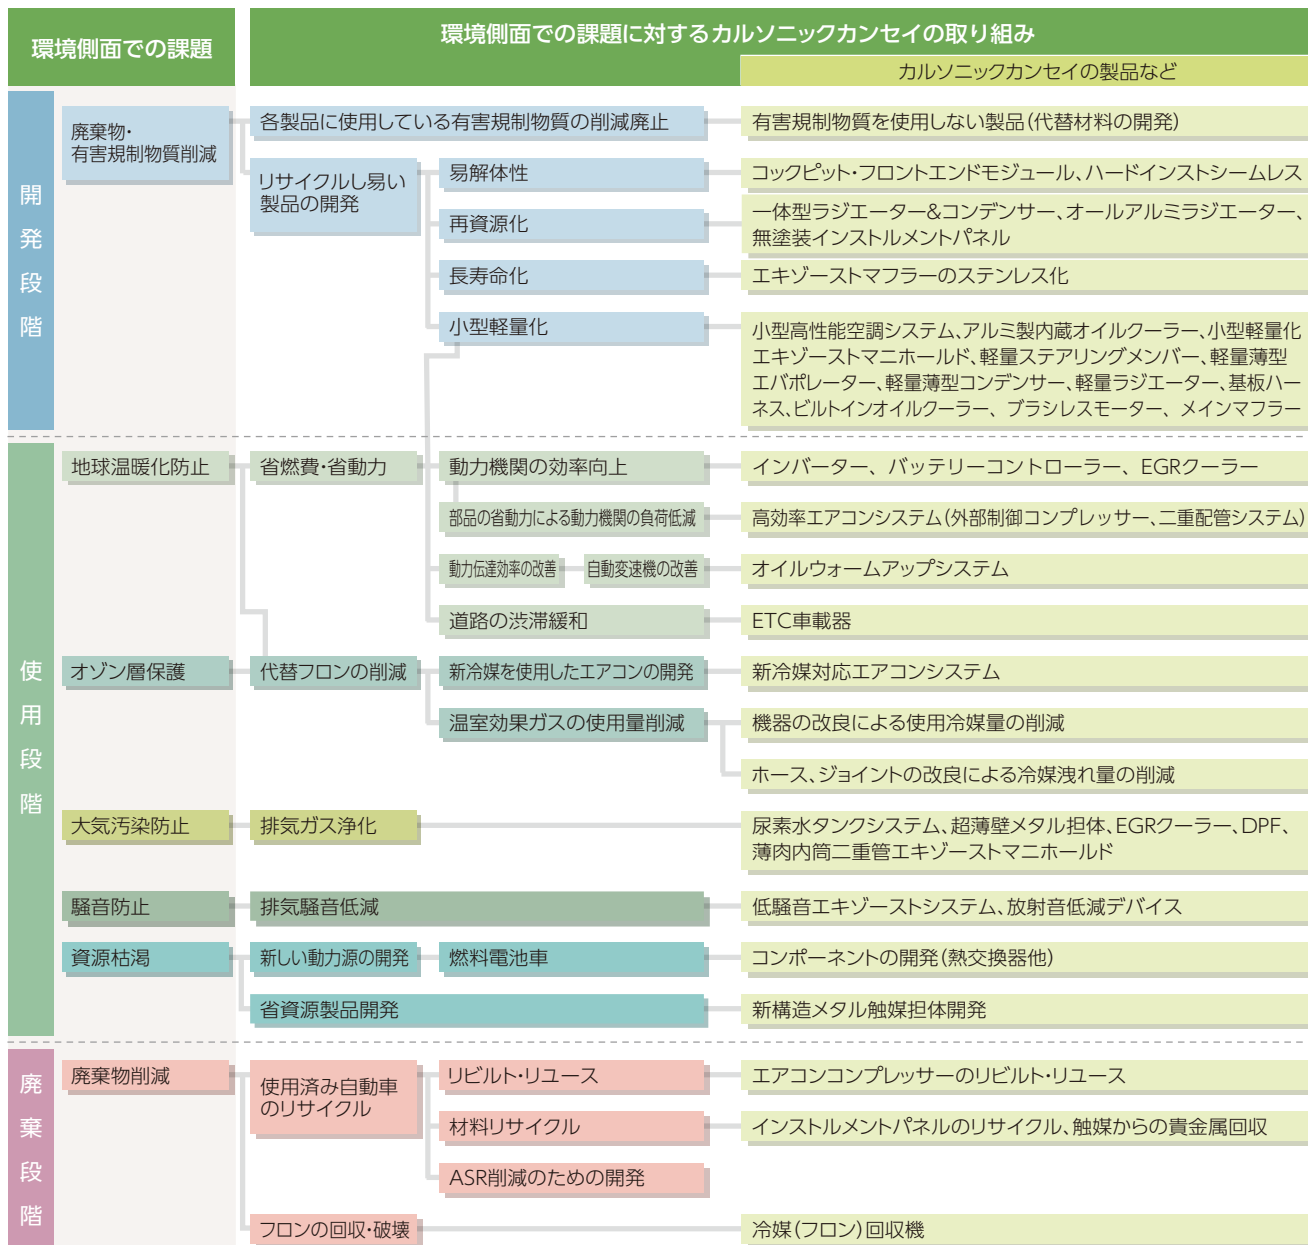 環境側面での課題
環境側面での課題に対するカルソニックカンセイの取り組み
カルソニックカンセイの製品など
開発段階
廃棄物・
有害規制物質削減
各製品に使用している有害規制物質の削減廃止
有害規制物質を使用しない製品(代替材料の開発)
リサイクルし易い
製品の開発
易解体性
コックピット・フロントエンドモジュール、ハードインストシームレス
再資源化
一体型ラジエーター&コンデンサー、オールアルミラジエーター、
無塗装インストルメントパネル
長寿命化
エキゾーストマフラーのステンレス化
小型軽量化
小型高性能空調システム、アルミ製内蔵オイルクーラー、小型軽量化
エキゾーストマニホールド、軽量ステアリングメンバー、軽量薄型
エバポレーター、軽量薄型コンデンサー、軽量ラジエーター、基板ハー
ネス、ビルトインオイルクーラー、ブラシレスモーター、メインマフラー
使用段階
地球温暖化防止
省燃費・省動力
動力機関の効率向上
インバーター、バッテリーコントローラー、EGRクーラー
部品の省動力による動力機関の負荷低減
高効率エアコンシステム(外部制御コンプレッサー、二重配管システム)
動力伝達効率の改善
自動変速機の改善
オイルウォームアップシステム
道路の渋滞緩和
ETC車載器
オゾン層保護
代替フロンの削減
新冷媒を使用したエアコンの開発
新冷媒対応エアコンシステム
温室効果ガスの使用量削減
機器の改良による使用冷媒量の削減
ホース、ジョイントの改良による冷媒洩れ量の削減
大気汚染防止
排気ガス浄化
尿素水タンクシステム、超薄壁メタル担体、EGRクーラー、DPF、
薄肉内筒二重管エキゾーストマニホールド
騒音防止
排気騒音低減
低騒音エキゾーストシステム、放射音低減デバイス
資源枯渇
新しい動力源の開発
燃料電池車
コンポーネントの開発(熱交換器他)
省資源製品開発
新構造メタル触媒担体開発
廃棄段階
廃棄物削減
使用済み自動車
のリサイクル
リビルト・リユース
エアコンコンプレッサーのリビルト・リユース
材料リサイクル
インストルメントパネルのリサイクル、触媒からの貴金属回収
ASR削減のための開発
フロンの回収・破壊
冷媒(フロン)回収機